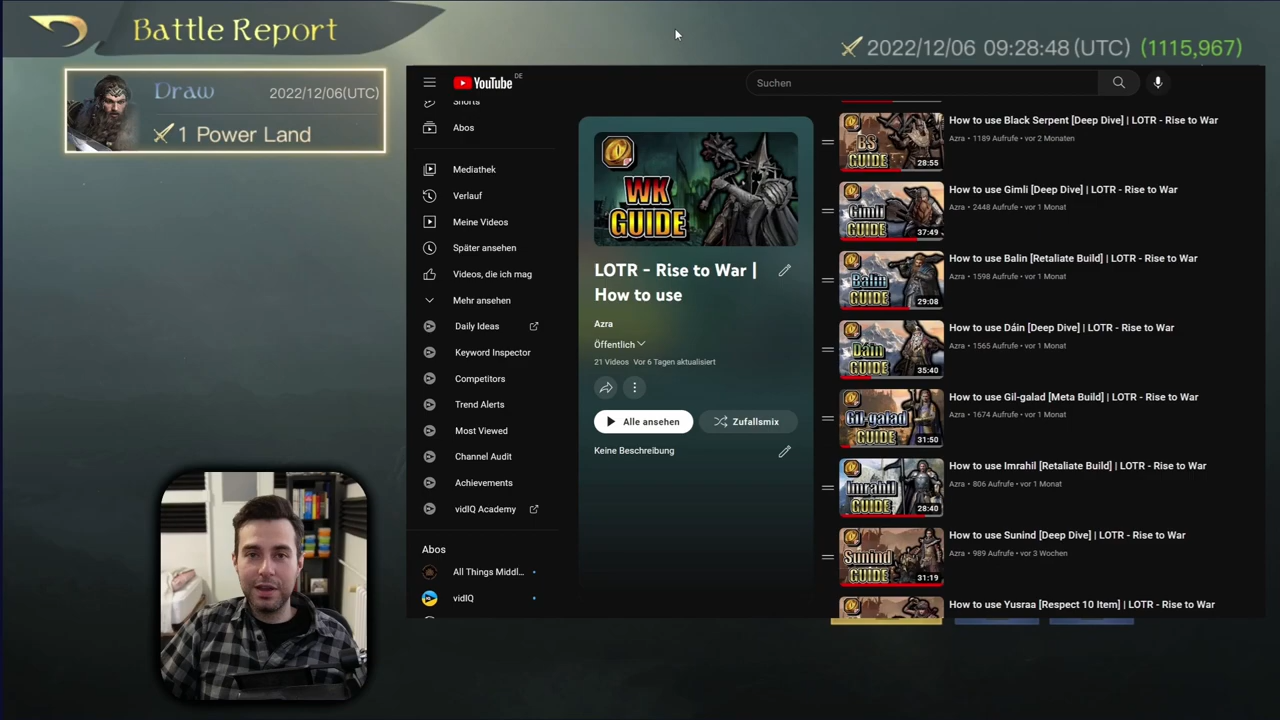 Battle Report
2022/12/06 09:28:48 (UTC) (1115,967)
Draw 2022/12/06(UTC)
1 Power Land
YouTube DE
Suchen
Shorts
Abos
Mediathek
Verlauf
Meine Videos
Später ansehen
Videos, die ich mag
Mehr ansehen
Daily Ideas
Keyword Inspector
Competitors
Trend Alerts
Most Viewed
Channel Audit
Achievements
vidIQ Academy
Abos
All Things Middl...
vidIQ
WK
GUIDE
LOTR - Rise to War |
How to use
Azra
Öffentlich
21 Videos Vor 6 Tagen aktualisiert
Alle ansehen
Zufallsmix
Keine Beschreibung
BS
GUIDE
28:55
How to use Black Serpent [Deep Dive] | LOTR - Rise to War
Azra • 1189 Aufrufe • vor 2 Monaten
Gimli
GUIDE
37:49
How to use Gimli [Deep Dive] | LOTR - Rise to War
Azra • 2448 Aufrufe • vor 1 Monat
Balin
GUIDE
29:08
How to use Balin [Retaliate Build] | LOTR - Rise to War
Azra • 1598 Aufrufe • vor 1 Monat
Dáin
GUIDE
35:40
How to use Dáin [Deep Dive] | LOTR - Rise to War
Azra • 1565 Aufrufe • vor 1 Monat
Gil-galad
GUIDE
31:50
How to use Gil-galad [Meta Build] | LOTR - Rise to War
Azra • 1674 Aufrufe • vor 1 Monat
Imrahil
GUIDE
28:40
How to use Imrahil [Retaliate Build] | LOTR - Rise to War
Azra • 806 Aufrufe • vor 1 Monat
Sunind
GUIDE
31:19
How to use Sunind [Deep Dive] | LOTR - Rise to War
Azra • 989 Aufrufe • vor 3 Wochen
How to use Yusraa [Respect 10 Item] | LOTR - Rise to War